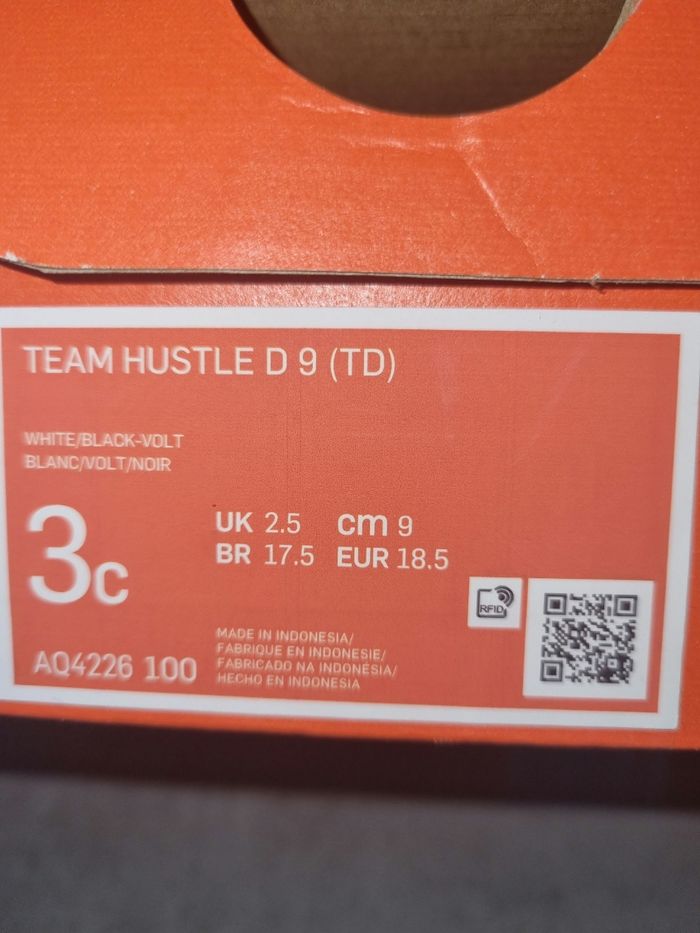 TEAM HUSTLE D 9 (TD)
WHITE/BLACK-VOLT
BLANC/VOLT/NOIR
3C
UK 2.5 cm 9
BR 17.5 EUR 18.5
RFID
AQ4226 100
MADE IN INDONESIA/
FABRIQUE EN INDONESIE/
FABRICADO NA INDONÉSIA/
HECHO EN INDONESIA